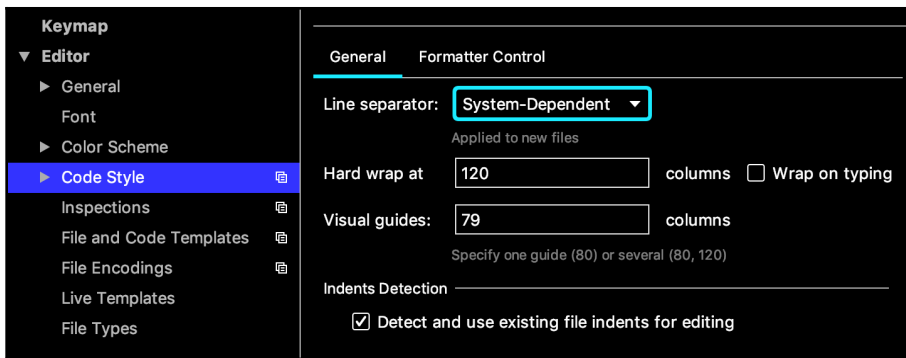 Keymap
Editor
General
Font
Color Scheme
Code Style
Inspections
File and Code Templates
File Encodings
Live Templates
File Types
General Formatter Control
Line separator: System-Dependent
Applied to new files
Hard wrap at 120 columns Wrap on typing
Visual guides: 79 columns
Specify one guide (80) or several (80, 120)
Indents Detection
Detect and use existing file indents for editing